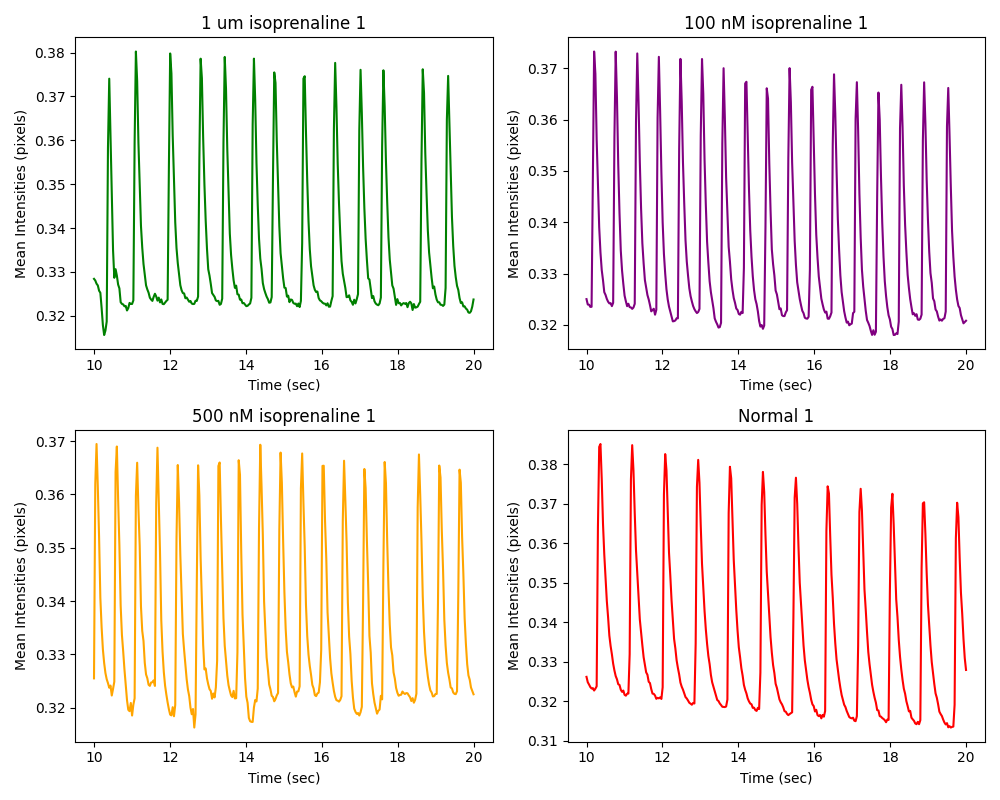 1 um isoprenaline 1
0.38
0.37
0.36
0.35
0.34
0.33
0.32
Mean Intensities (pixels)
10 12 14 16 18 20
Time (sec)
100 nM isoprenaline 1
0.37
0.36
0.35
0.34
0.33
0.32
Mean Intensities (pixels)
10 12 14 16 18 20
Time (sec)
500 nM isoprenaline 1
0.37
0.36
0.35
0.34
0.33
0.32
Mean Intensities (pixels)
10 12 14 16 18 20
Time (sec)
Normal 1
0.38
0.37
0.36
0.35
0.34
0.33
0.32
0.31
Mean Intensities (pixels)
10 12 14 16 18 20
Time (sec)